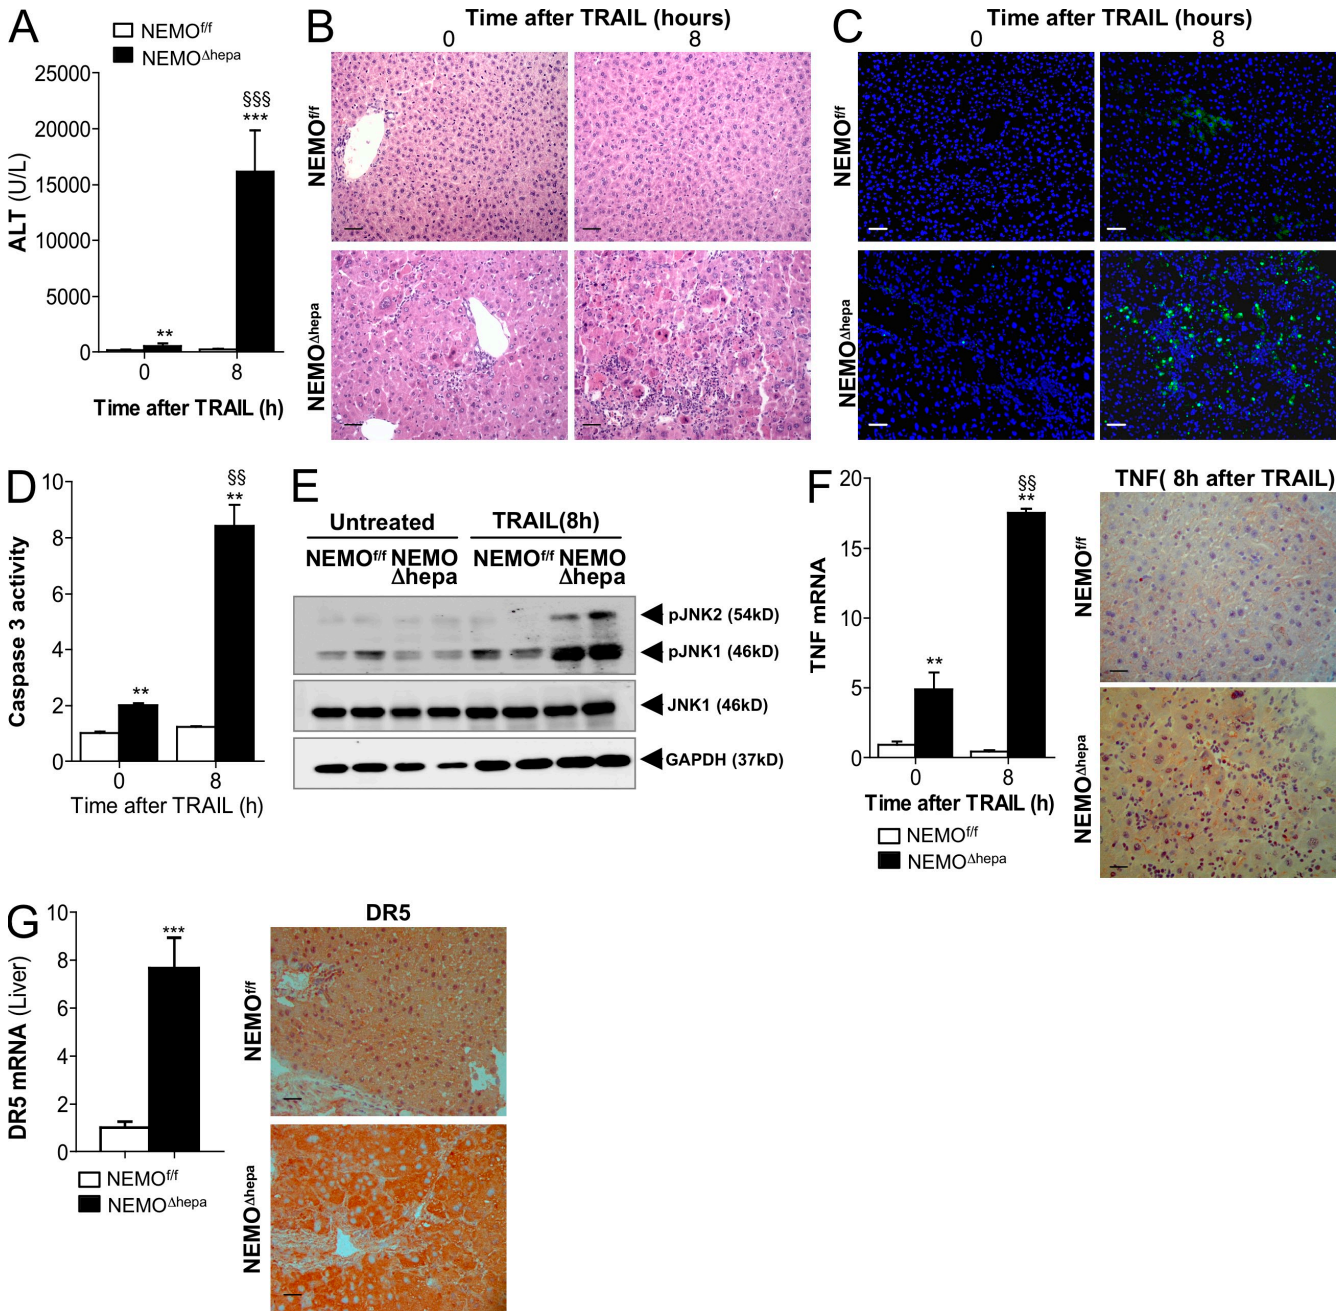 A
NEMOf/f
NEMOΔhepa
25000
20000
15000
10000
5000
0
ALT (U/L)
§§§
***
**
0 8
Time after TRAIL (h)
B
Time after TRAIL (hours)
0 8
NEMOf/f
NEMOΔhepa
C
Time after TRAIL (hours)
0 8
NEMOf/f
NEMOΔhepa
D
10
8
6
4
2
0
Caspase 3 activity
§§
**
**
0 8
Time after TRAIL (h)
E
Untreated TRAIL(8h)
NEMOf/f NEMO NEMOf/f NEMO
Δhepa Δhepa
pJNK2 (54kD)
pJNK1 (46kD)
JNK1 (46kD)
GAPDH (37kD)
F
20
15
10
5
0
TNF mRNA
§§
**
**
0 8
Time after TRAIL (h)
NEMOf/f
NEMOΔhepa
TNF( 8h after TRAIL)
NEMOf/f
NEMOΔhepa
G
10
8
6
4
2
0
DR5 mRNA (Liver)
***
NEMOf/f
NEMOΔhepa
DR5
NEMOf/f
NEMOΔhepa